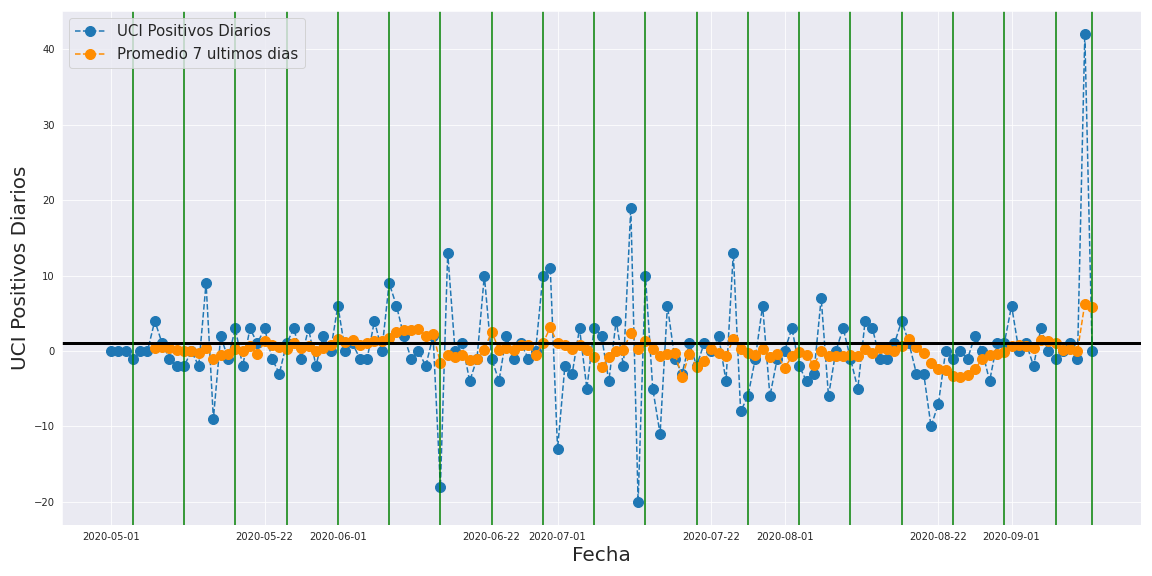 UCI Positivos Diarios
Promedio 7 ultimos dias
UCI Positivos Diarios
40
30
20
10
0
−10
−20
2020-05-01 2020-05-22 2020-06-01 2020-06-22 2020-07-01 2020-07-22 2020-08-01 2020-08-22 2020-09-01
Fecha